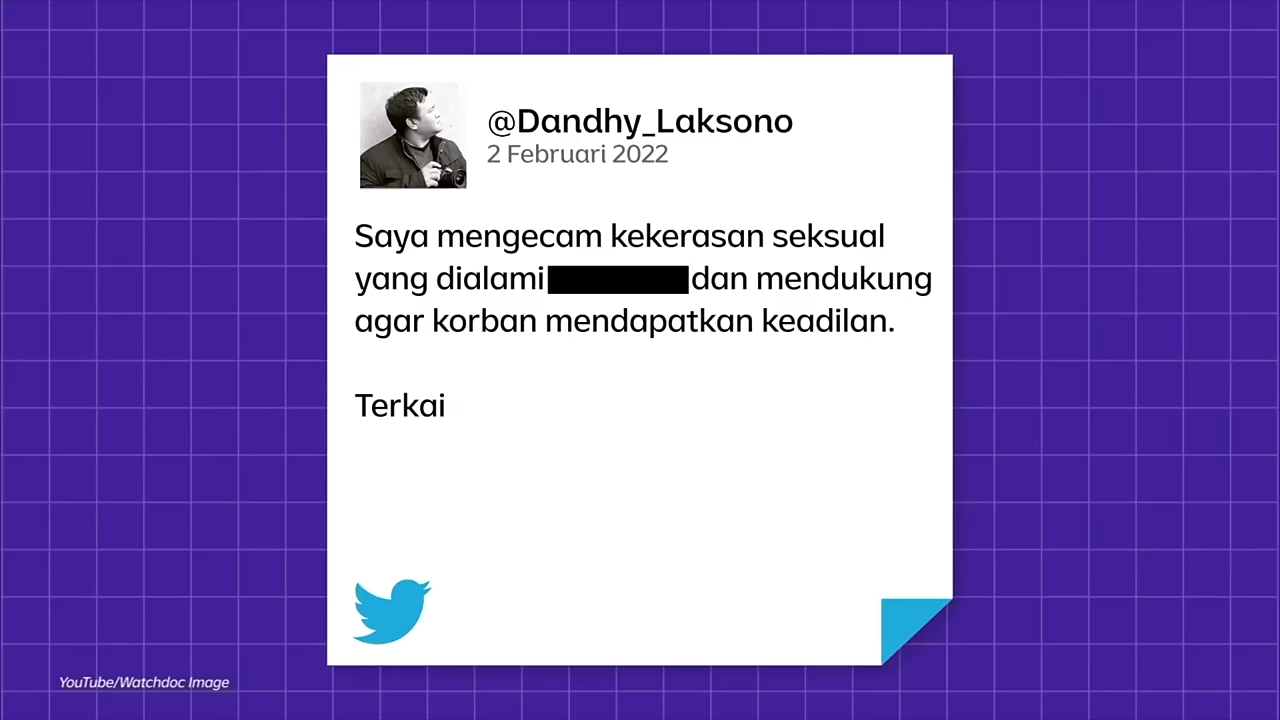 @Dandhy_Laksono
2 Februari 2022
Saya mengecam kekerasan seksual
yang dialami dan mendukung
agar korban mendapatkan keadilan.
Terkai
YouTube/Watchdoc Image